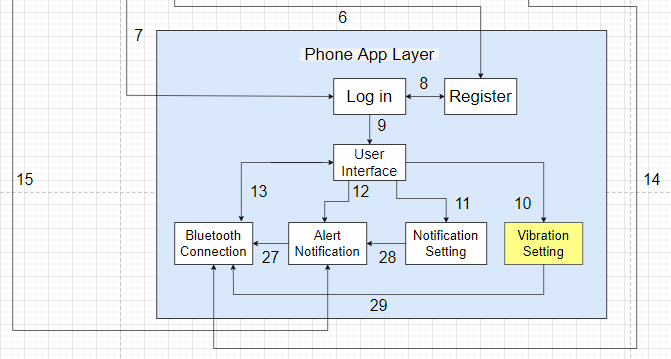 6
7
Phone App Layer
Log in
8
Register
9
User
Interface
15
14
13
12
11
10
Bluetooth
Connection
27
Alert
Notification
28
Notification
Setting
Vibration
Setting
29